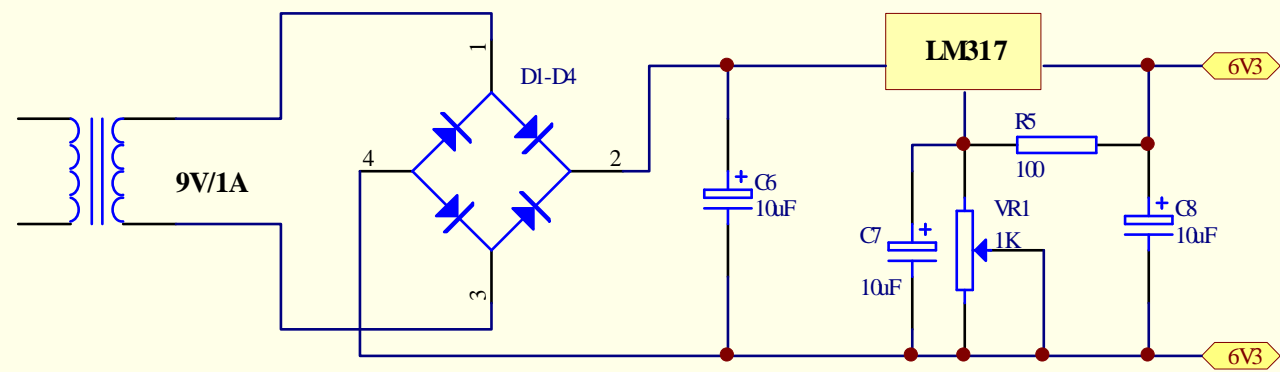 1
D1-D4
LM317
6V3
9V/1A
4
2
R5
100
C6
10uF
C7
10uF
VR1
1K
C8
10uF
3
6V3